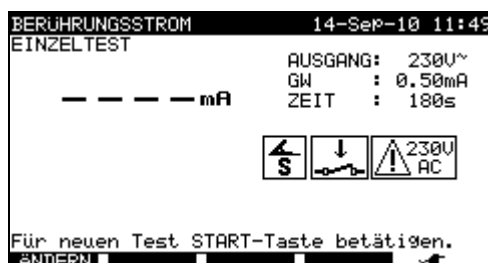 BERÜHRUNGSSTROM 14-Sep-10 11:49
EINZELTEST
AUSGANG: 230V~
GW : 0.50mA
– – – – mA
ZEIT : 180s
S
230V
AC
Für neuen Test START-Taste betätigen.
ÄNDERN